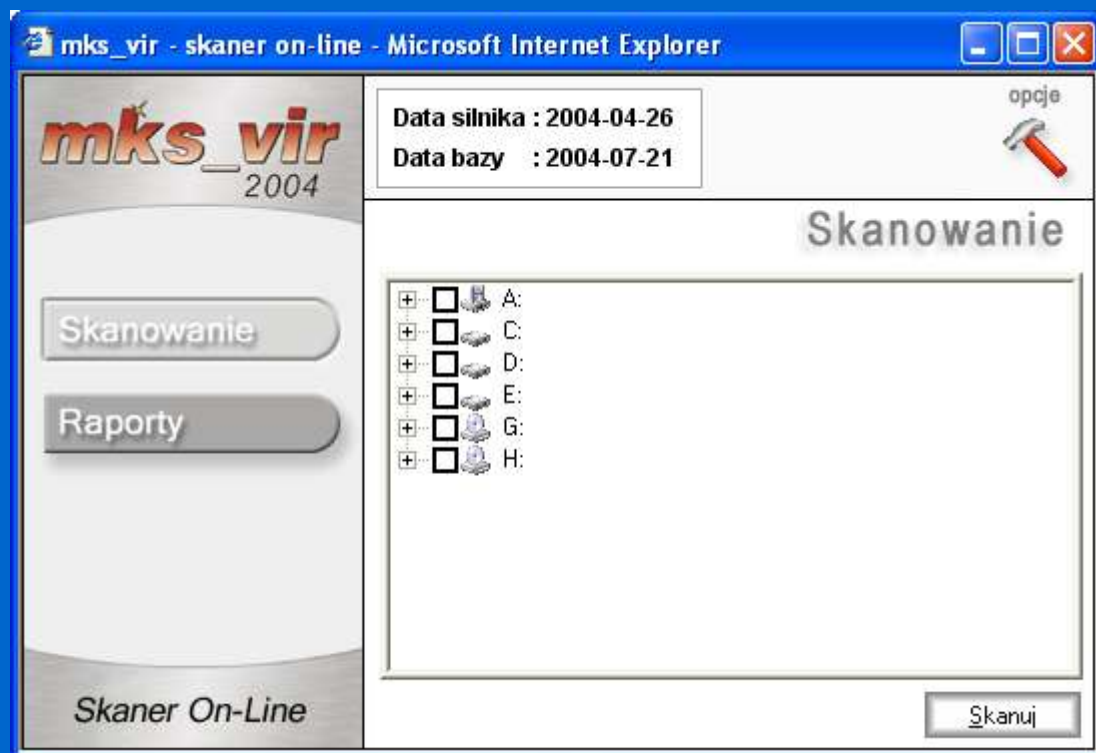 mks_vir - skaner on-line - Microsoft Internet Explorer
mks_vir
2004
Data silnika : 2004-04-26
Data bazy : 2004-07-21
opcje
Skanowanie
Skanowanie
Raporty
A:
C:
D:
E:
G:
H:
Skaner On-Line
Skanuj